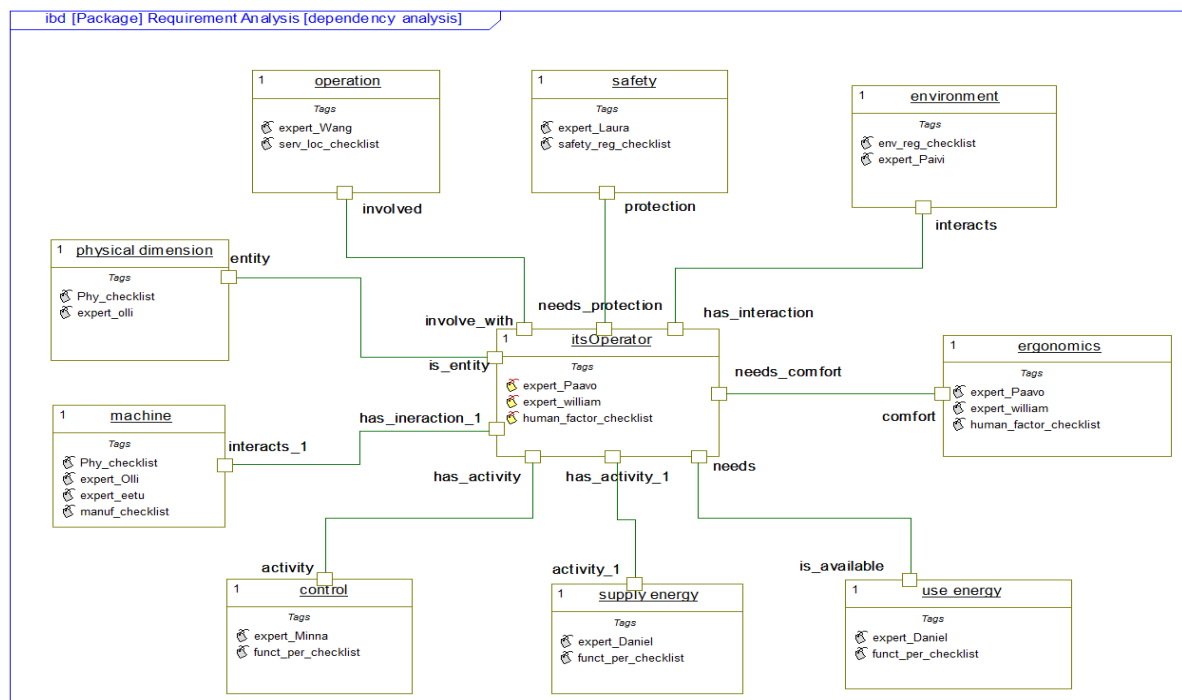 ibd [Package] Requirement Analysis [dependency analysis]
1
operation
Tags
expert_Wang
serv_loc_checklist
involved
1
safety
Tags
expert_Laura
safety_reg_checklist
protection
1
environment
Tags
env_reg_checklist
expert_Paivi
interacts
1
physical dimension
Tags
Phy_checklist
expert_olli
entity
involve_with
needs_protection
has_interaction
is_entity
1
itsOperator
Tags
expert_Paavo
expert_william
human_factor_checklist
needs_comfort
1
ergonomics
Tags
expert_Paavo
expert_william
human_factor_checklist
comfort
1
machine
Tags
Phy_checklist
expert_Olli
expert_eetu
manuf_checklist
interacts_1
has_ineraction_1
has_activity
has_activity_1
needs
activity
1
control
Tags
expert_Minna
funct_per_checklist
activity_1
1
supply energy
Tags
expert_Daniel
funct_per_checklist
is_available
1
use energy
Tags
expert_Daniel
funct_per_checklist